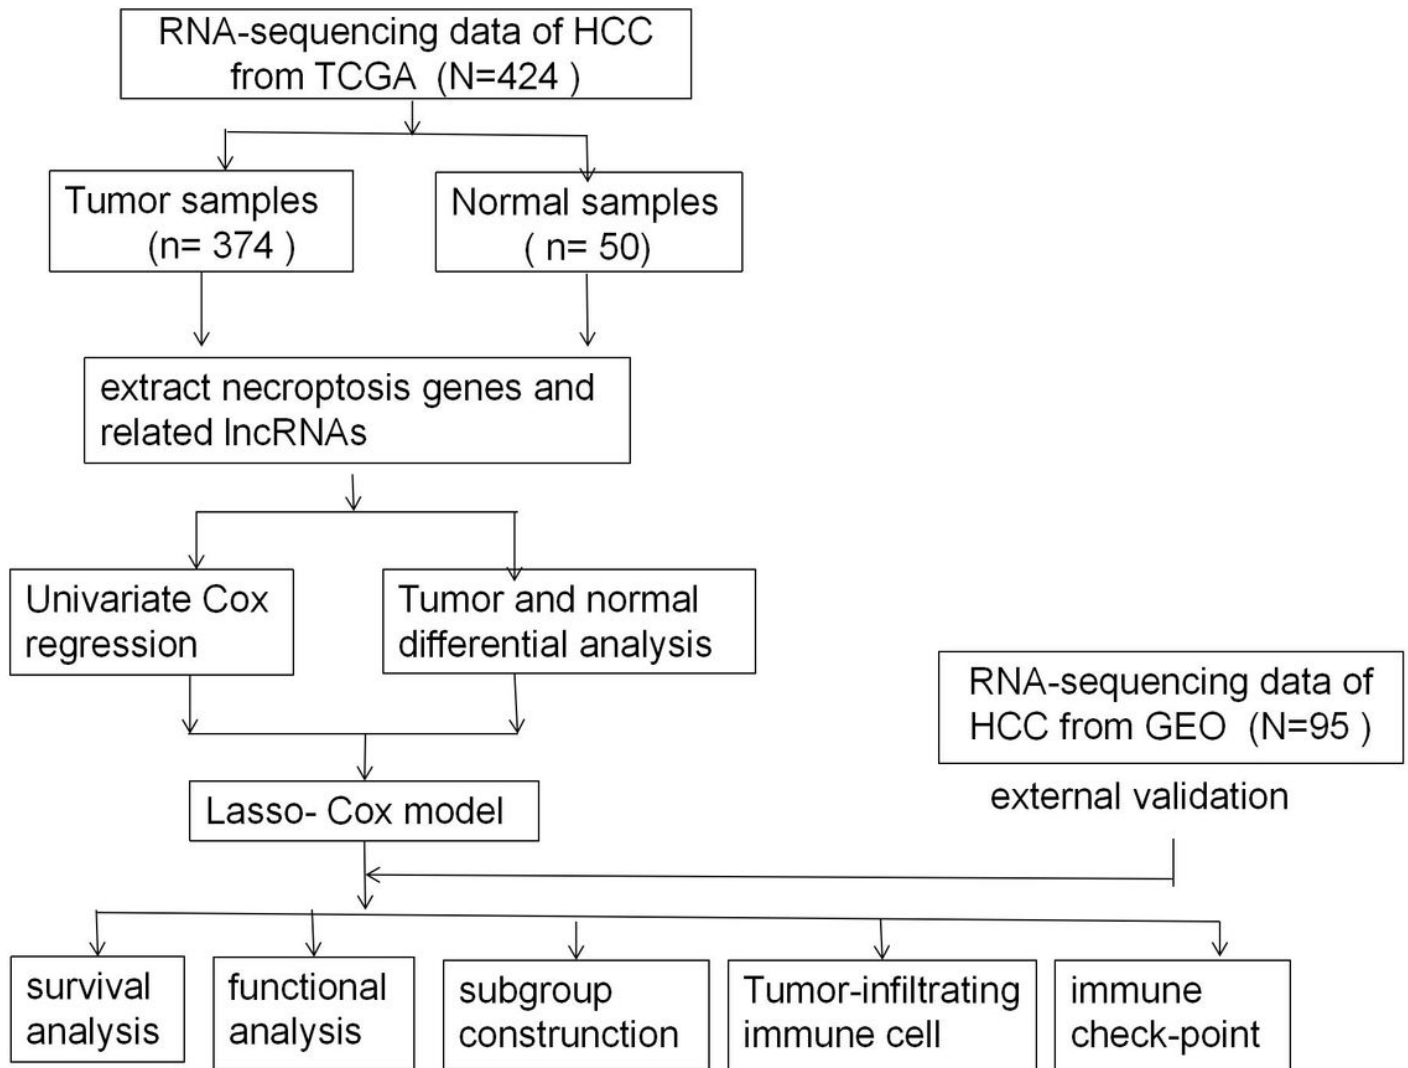 RNA-sequencing data of HCC
from TCGA (N=424 )
Tumor samples
(n= 374 )
Normal samples
( n= 50)
extract necroptosis genes and
related lncRNAs
Univariate Cox
regression
Tumor and normal
differential analysis
RNA-sequencing data of
HCC from GEO (N=95 )
external validation
Lasso- Cox model
survival
analysis
functional
analysis
subgroup
construnction
Tumor-infiltrating
immune cell
immune
check-point